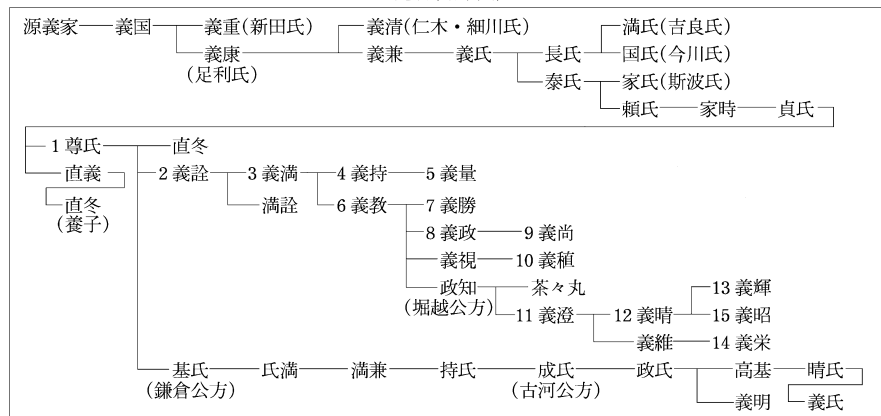 源義家 義国 義重(新田氏) 義清(仁木・細川氏) 満氏(吉良氏)
義康 義兼 義氏 長氏 国氏(今川氏)
(足利氏) 泰氏 家氏(斯波氏)
頼氏 家時 貞氏
1 尊氏 直冬
直義 2 義詮 3 義満 4 義持 5 義量
直冬 満詮 6 義教 7 義勝
(養子)
8 義政 9 義尚
義視 10 義稙
政知 茶々丸 13 義輝
(堀越公方) 11 義澄 12 義晴 15 義昭
義維 14 義栄
基氏 氏満 満兼 持氏 成氏 政氏 高基 晴氏
(鎌倉公方) (古河公方) 義明 義氏